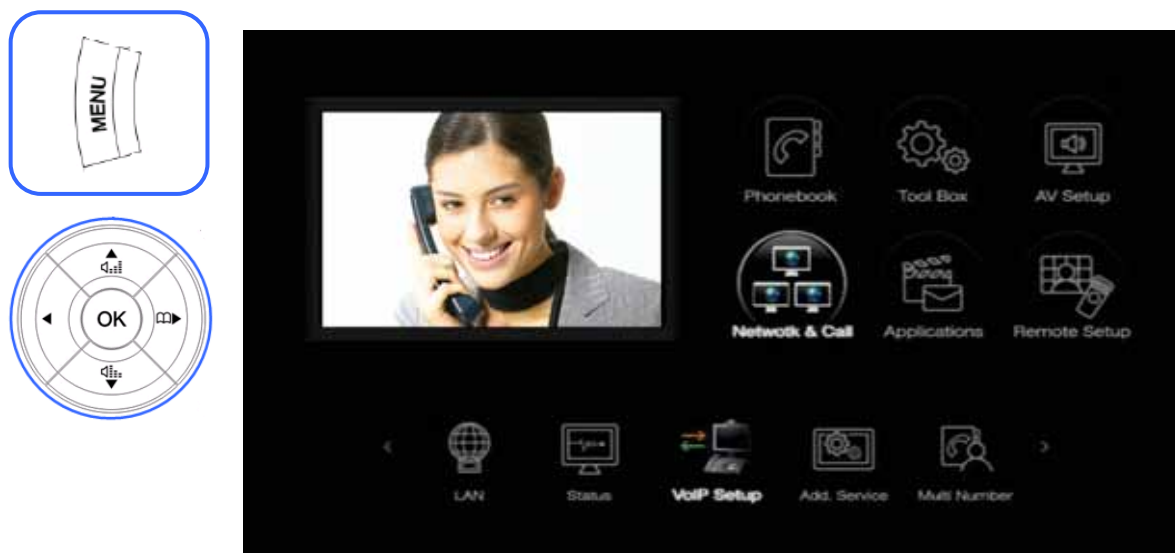 MENU
OK
Phonebook
Tool Box
AV Setup
Netwotk & Call
Applications
Remote Setup
LAN
Status
VoIP Setup
Add. Service
Multi Number